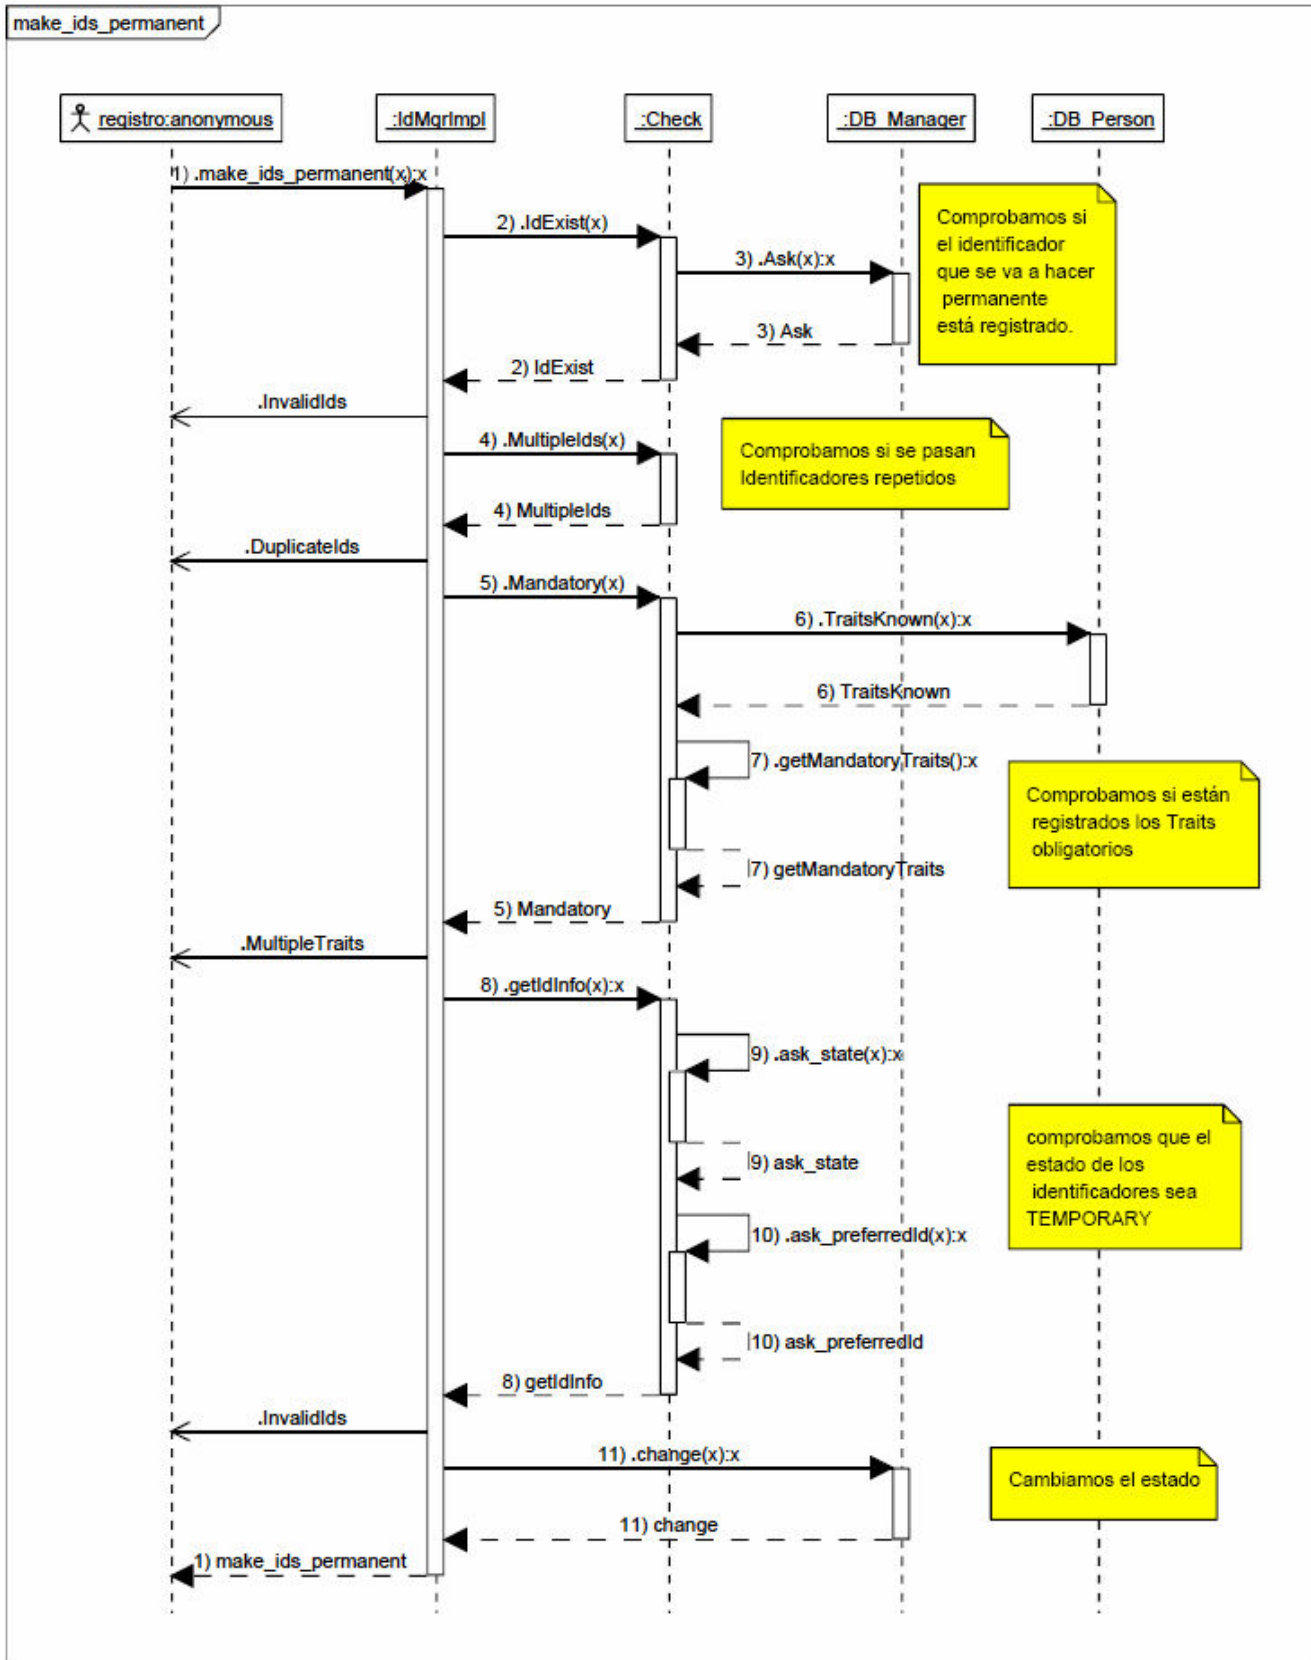 make_ids_permanent
registro:anonymous
:IdMgrImpl
:Check
:DB_Manager
:DB_Person
1) .make_ids_permanent(x):x
2) .IdExist(x)
3) .Ask(x):x
Comprobamos si
el identificador
que se va a hacer
permanente
está registrado.
3) Ask
2) IdExist
.InvalidIds
4) .MultipleIds(x)
Comprobamos si se pasan
Identificadores repetidos
4) MultipleIds
.DuplicateIds
5) .Mandatory(x)
6) .TraitsKnown(x):x
6) TraitsKnown
7) .getMandatoryTraits():x
Comprobamos si están
registrados los Traits
obligatorios
7) getMandatoryTraits
5) Mandatory
.MultipleTraits
8) .getIdInfo(x):x
9) .ask_state(x):x
comprobamos que el
estado de los
identificadores sea
TEMPORARY
9) ask_state
10) .ask_preferredId(x):x
10) ask_preferredId
8) getIdInfo
.InvalidIds
11) .change(x):x
Cambiamos el estado
11) change
1) make_ids_permanent